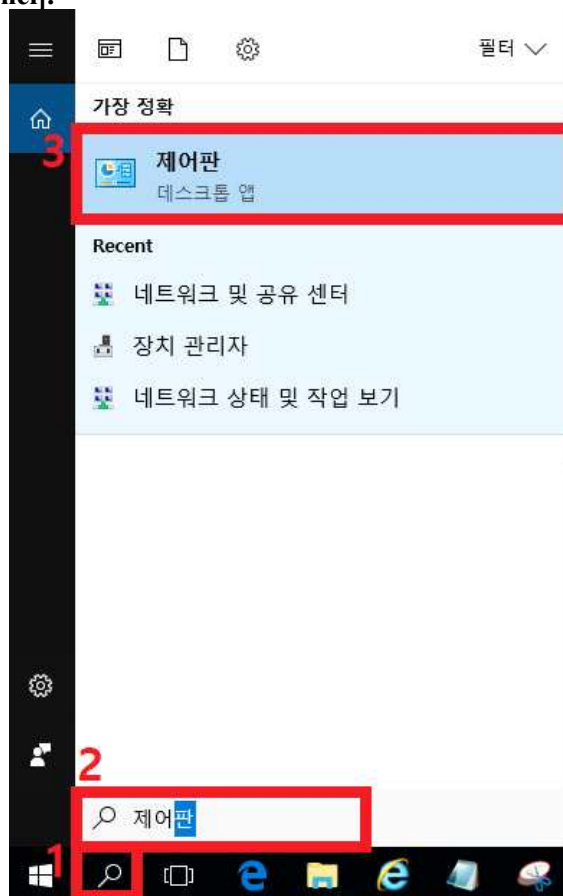 필터
가장 정확
3
제어판
데스크톱 앱
Recent
네트워크 및 공유 센터
장치 관리자
네트워크 상태 및 작업 보기
2
제어판
1